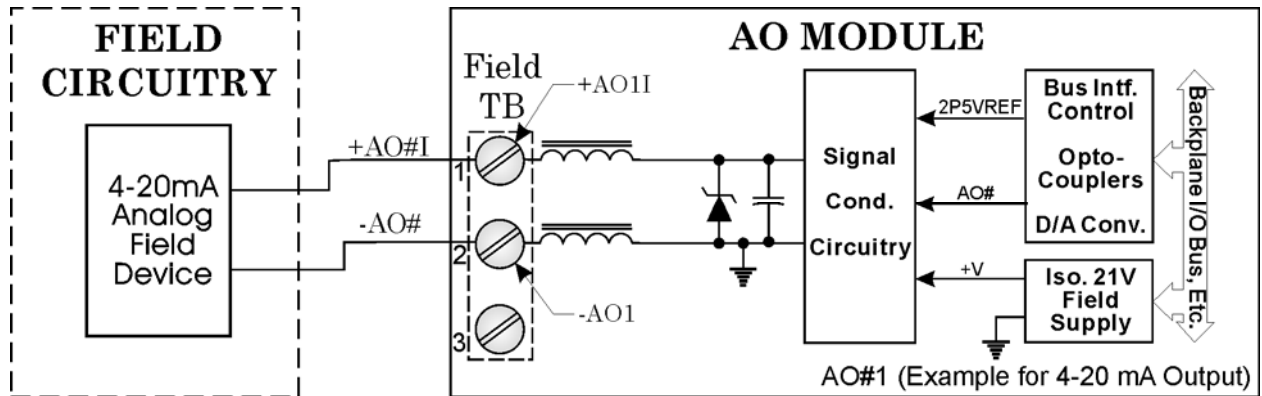 FIELD
CIRCUITRY
4-20mA
Analog
Field
Device
+AO#I
-AO#
AO MODULE
Field
TB
+AO1I
1
2
-AO1
3
Signal
Cond.
Circuitry
2P5VREF
AO#
+V
Bus Intf.
Control
Opto-
Couplers
D/A Conv.
Iso. 21V
Field
Supply
Backplane I/O Bus, Etc.
AO#1 (Example for 4-20 mA Output)